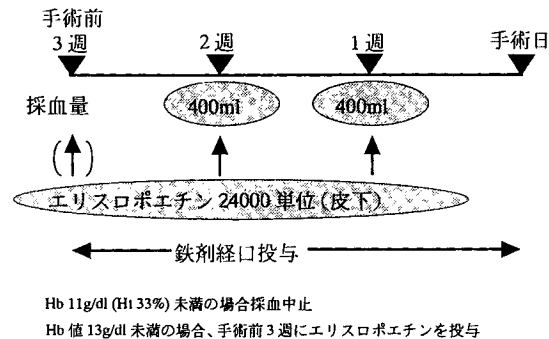 手術前
3週 2週 1週 手術日
採血量 400ml 400ml
( )
エリスロポエチン 24000 単位(皮下)
鉄剤経口投与
Hb 11g/dl (Ht 33%) 未満の場合採血中止
Hb 値 13g/dl 未満の場合、手術前3週にエリスロポエチンを投与